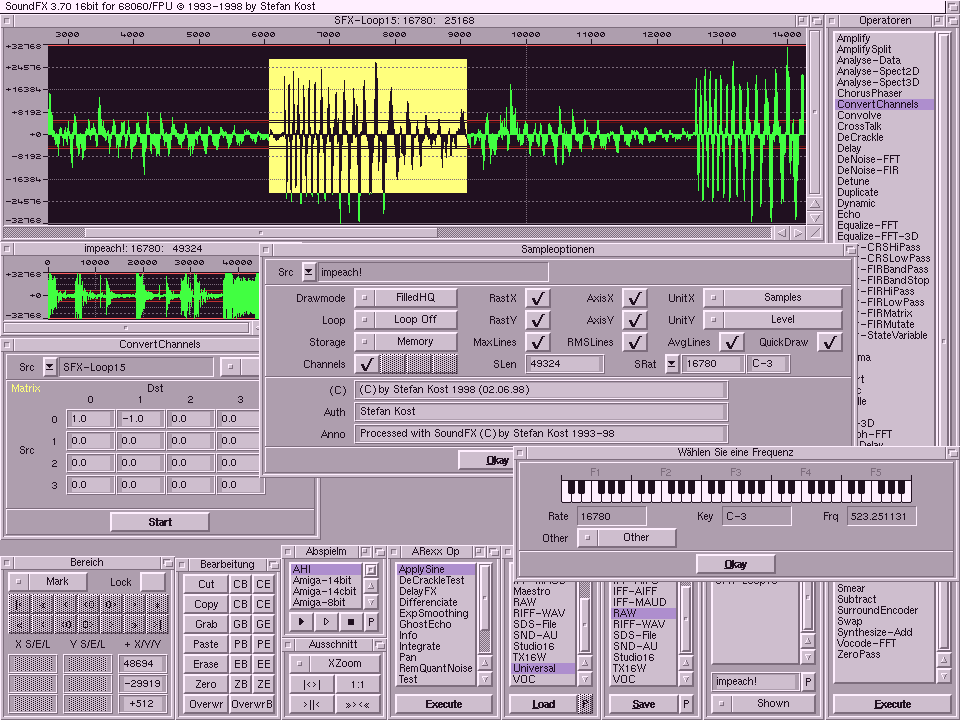 SoundFX 3.70 16bit for 68060/FPU © 1993-1998 by Stefan Kost
SFX-Loop15: 16780: 25168
3000 4000 5000 6000 7000 8000 9000 10000 11000 12000 13000 14000
+32768
+24576
+16384
+8192
+0
-8192
-16384
-24576
-32768
Operatoren
Amplify
AmplifySplit
Analyse-Data
Analyse-Spect2D
Analyse-Spect3D
ChorusPhaser
ConvertChannels
Convolve
CrossTalk
DeCrackle
Delay
DeNoise-FFT
DeNoise-FIR
Detune
Duplicate
Dynamic
Echo
Equalize-FFT
Equalize-FFT-3D
-CRSHiPass
-CRSLowPass
-FIRBandPass
-FIRBandStop
-FIRHiPass
-FIRLowPass
-FIRMatrix
-FIRMutate
-StateVariable
ma
rt
c
lle
-3D
ph-FFT
Delay
Smear
Subtract
SurroundEncoder
Swap
Synthesize-Add
Vocode-FFT
ZeroPass
Execute
impeach!: 16780: 49324
0 10000 20000 30000 40000
+32768
+0
-32768
ConvertChannels
Src SFX-Loop15
Matrix Dst
0 1 2 3
Src
0 1.0 -1.0 0.0 0.0
1 0.0 0.0 0.0 0.0
2 0.0 0.0 0.0 0.0
3 0.0 0.0 0.0 0.0
Start
Sampleoptionen
Src impeach!
Drawmode FilledHQ RastX AxisX UnitX Samples
Loop Loop Off RastY AxisY UnitY Level
Storage Memory MaxLines RMSLines AvgLines QuickDraw
Channels SLen 49324 SRat 16780 C-3
(C) (C) by Stefan Kost 1998 (02.06.98)
Auth Stefan Kost
Anno Processed with SoundFX (C) by Stefan Kost 1993-98
Okay
Wählen Sie eine Frequenz
F1 F2 F3 F4 F5
Rate 16780 Key C-3 Frq 523.251131
Other Other
Okay
Bereich
Mark Lock
X S/E/L Y S/E/L + X/Y/Y
48694
-29919
+512
Bearbeitung
Cut CB CE
Copy CB CE
Grab GB GE
Paste PB PE
Erase EB EE
Zero ZB ZE
Overwr OverwrB
Abspielm
AHI
Amiga-14bit
Amiga-14cbit
Amiga-8bit
P
Ausschnitt
XZoom
|<>| 1:1
>||< »><«
ARexx Op
ApplySine
DeCrackleTest
DelayFX
Differenciate
ExpSmoothing
GhostEcho
Info
Integrate
Pan
RemQuantNoise
Test
Execute
Maestro
RAW
RIFF-WAV
SDS-File
SND-AU
Studio16
TX16W
Universal
VOC
Load P
IFF-AIFF
IFF-MAUD
RAW
RIFF-WAV
SDS-File
SND-AU
Studio16
TX16W
VOC
Save P
impeach! P
Shown